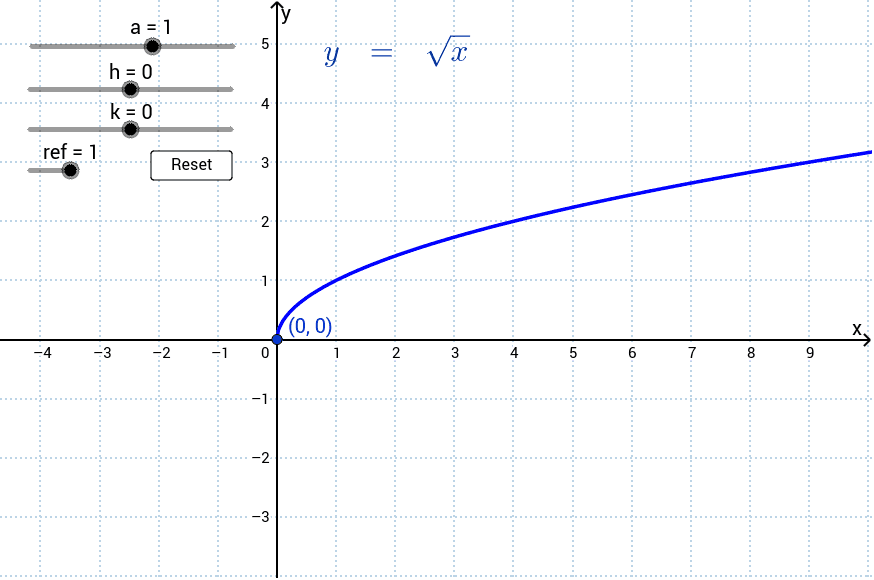 a = 1
h = 0
k = 0
ref = 1
Reset
y = √x
y
5
4
3
2
1
(0, 0)
x
−4 −3 −2 −1 0 1 2 3 4 5 6 7 8 9
−1
−2
−3